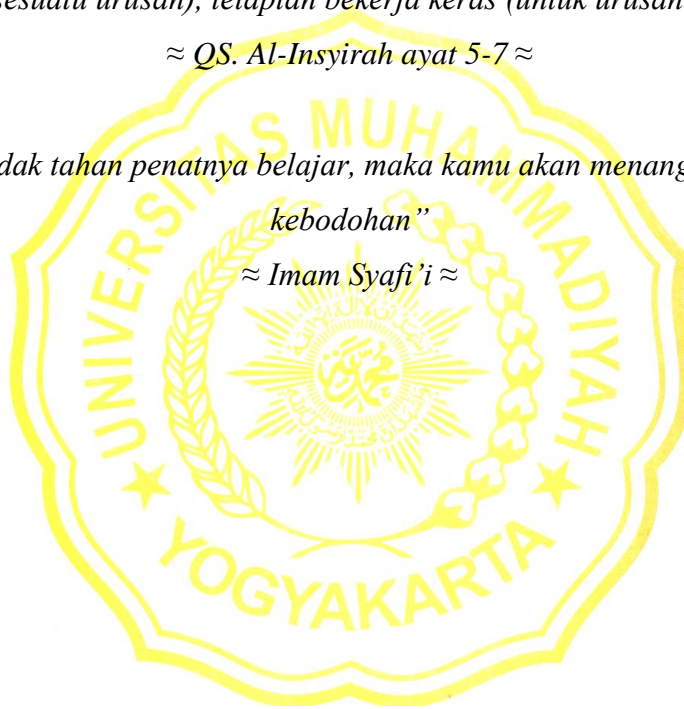 sesuatu urusan), tetaplah bekerja keras (untuk urusan
≈ QS. Al-Insyirah ayat 5-7 ≈
dak tahan penatnya belajar, maka kamu akan menang
kebodohan”
≈ Imam Syafi’i ≈
UNIVERSITAS MUHAMMADIYAH
YOGYAKARTA